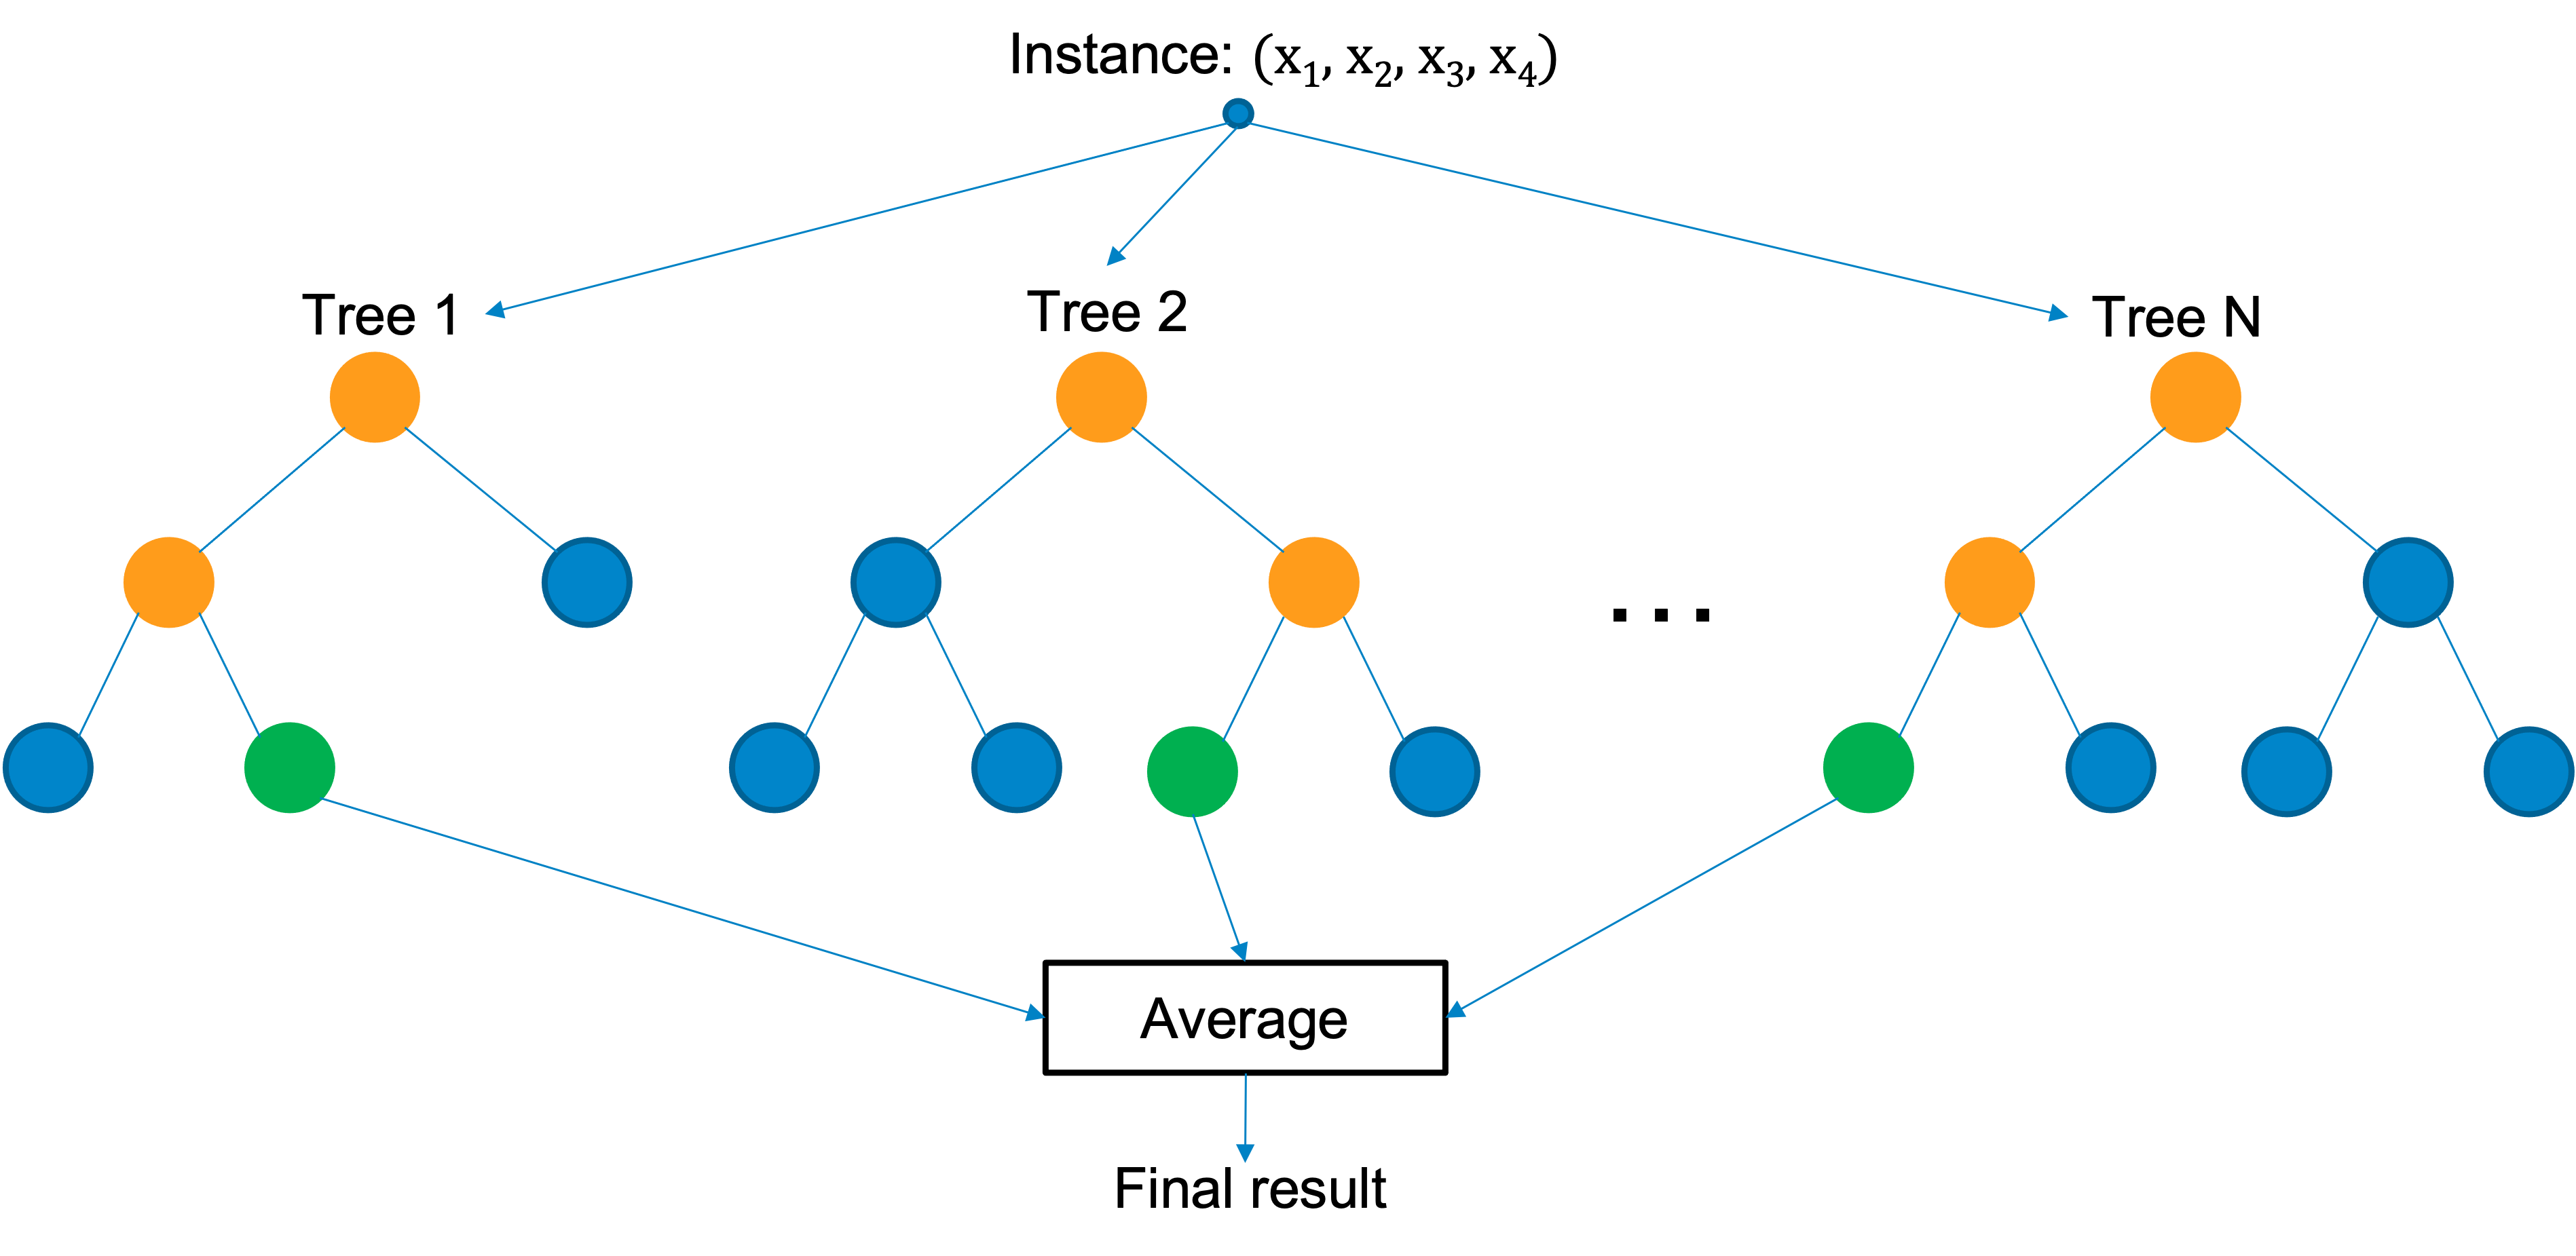 Instance: (x₁, x₂, x₃, x₄)
Tree 1
Tree 2
Tree N
...
Average
Final result